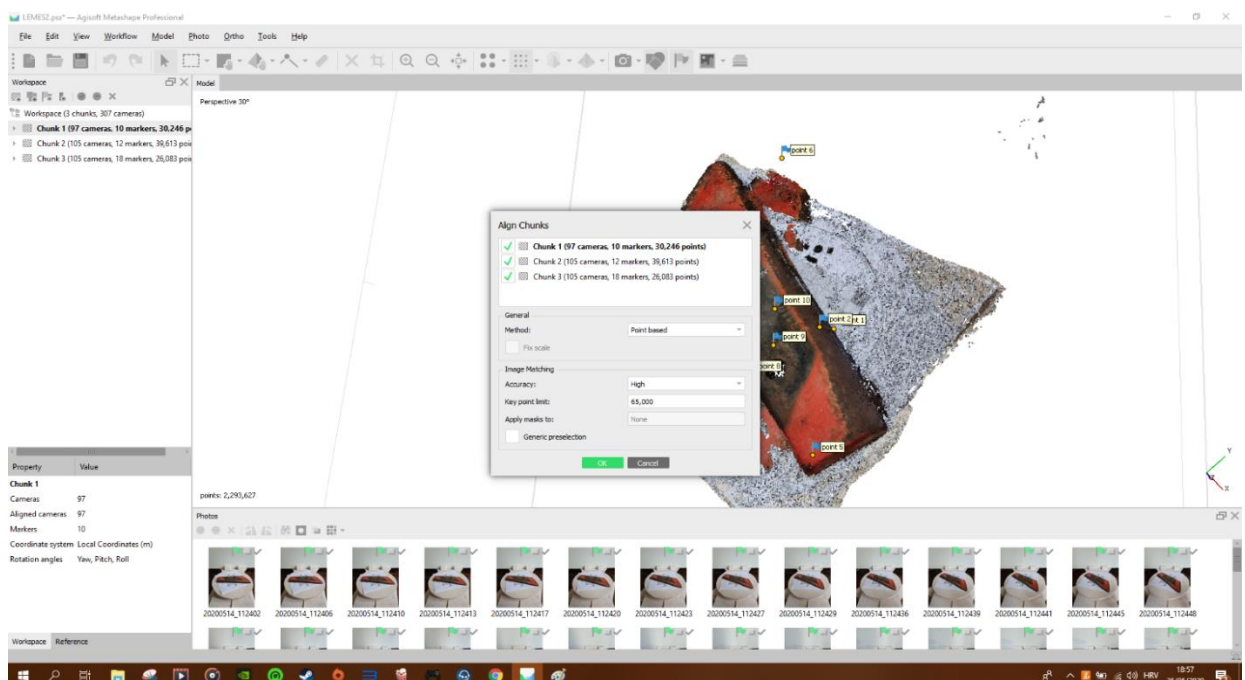 LEMES2.psx* — Agisoft Metashape Professional
File Edit View Workflow Model Photo Ortho Tools Help
Workspace
Model
Workspace (3 chunks, 307 cameras)
Chunk 1 (97 cameras, 10 markers, 30,246 p
Chunk 2 (105 cameras, 12 markers, 39,613 poi
Chunk 3 (105 cameras, 18 markers, 26,083 poi
Perspective 30°
point 6
point 10
point 2
nt 1
point 9
point 8
point 5
Align Chunks
Chunk 1 (97 cameras, 10 markers, 30,246 points)
Chunk 2 (105 cameras, 12 markers, 39,613 points)
Chunk 3 (105 cameras, 18 markers, 26,083 points)
General
Method: Point based
Fix scale
Image Matching
Accuracy: High
Key point limit: 65,000
Apply masks to: None
Generic preselection
OK Cancel
Y
X
points: 2,293,627
Property Value
Chunk 1
Cameras 97
Aligned cameras 97
Markers 10
Coordinate system Local Coordinates (m)
Rotation angles Yaw, Pitch, Roll
Photos
20200514_112402 20200514_112406 20200514_112410 20200514_112413 20200514_112417 20200514_112420 20200514_112423 20200514_112427 20200514_112429 20200514_112436 20200514_112439 20200514_112441 20200514_112445 20200514_112448
Workspace Reference
HRV
18:57